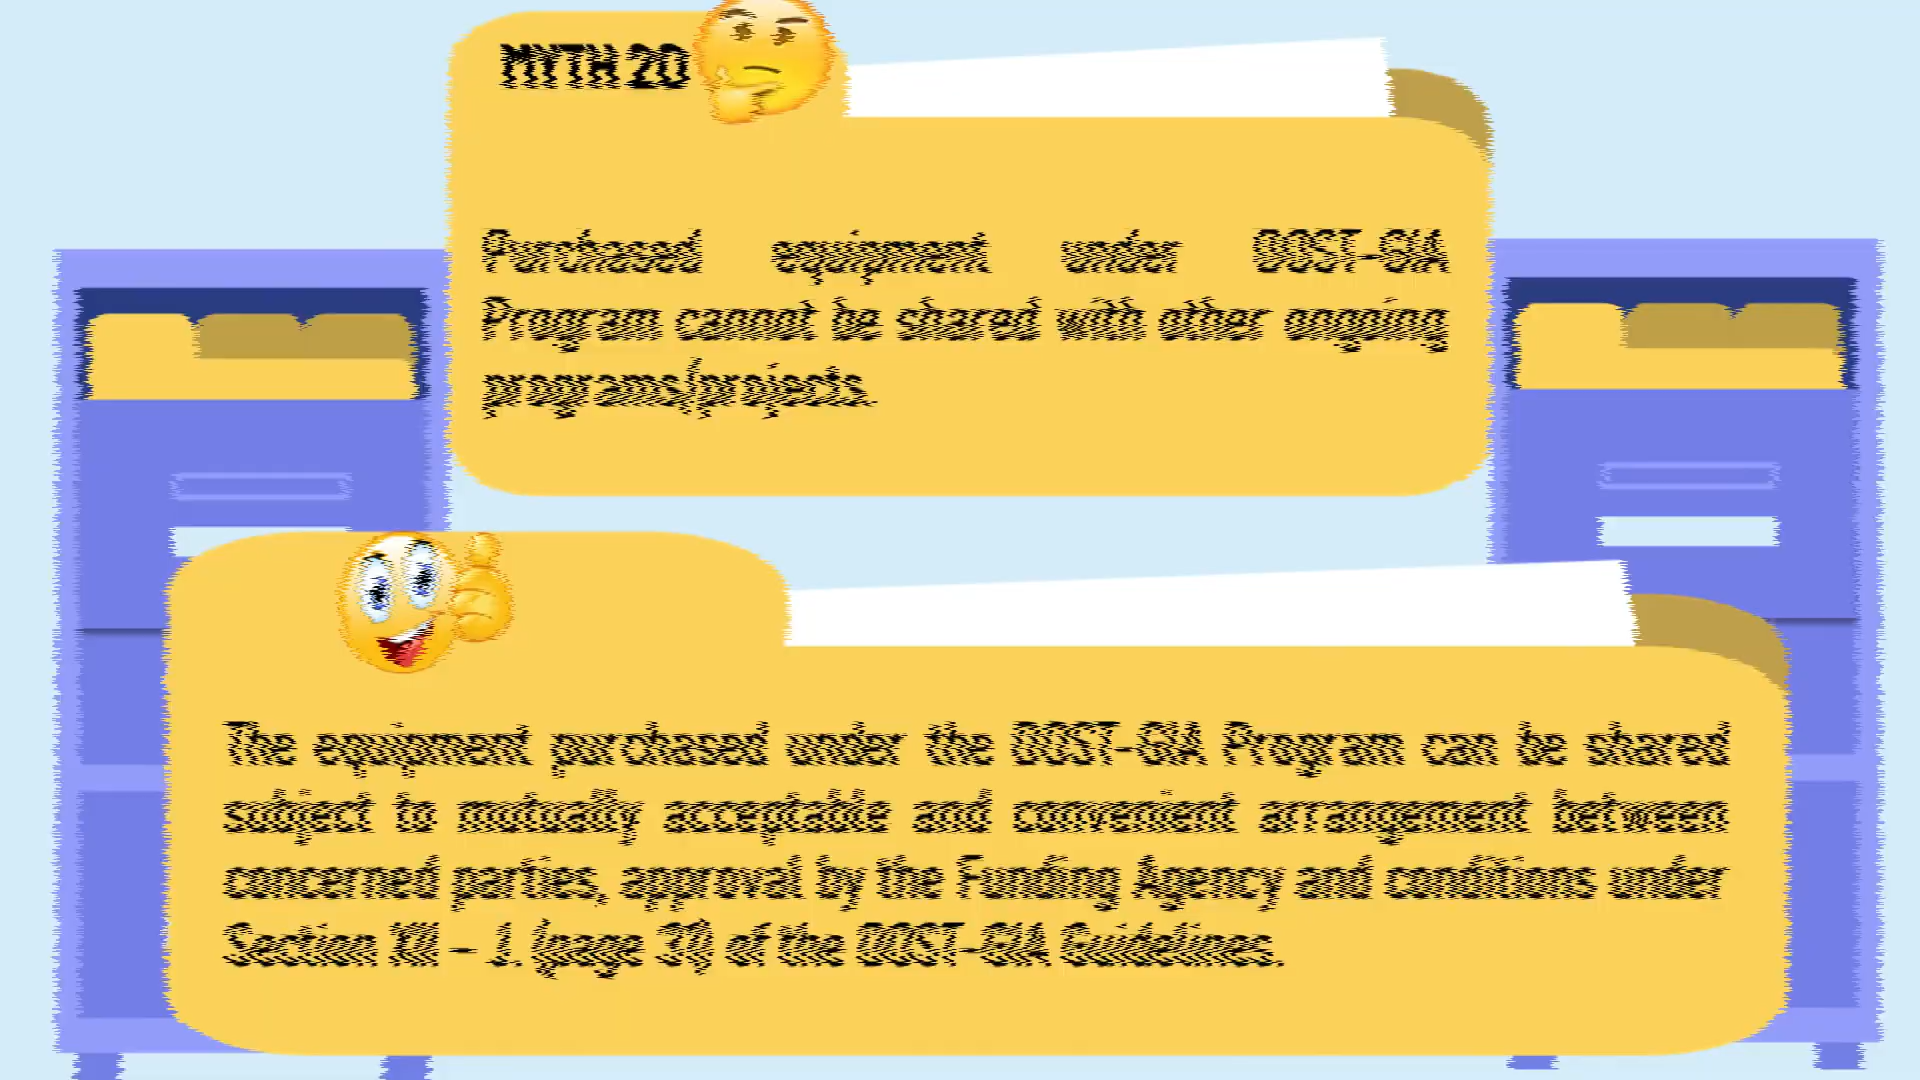 MYTH 20
Purchased equipment under DOST-GIA
Program cannot be shared with other ongoing
programs/projects.
The equipment purchased under the DOST-GIA Program can be shared
subject to mutually acceptable and convenient arrangement between
concerned parties, approval by the Funding Agency and conditions under
Section XIII - 1. (page 31) of the DOST-GIA Guidelines.